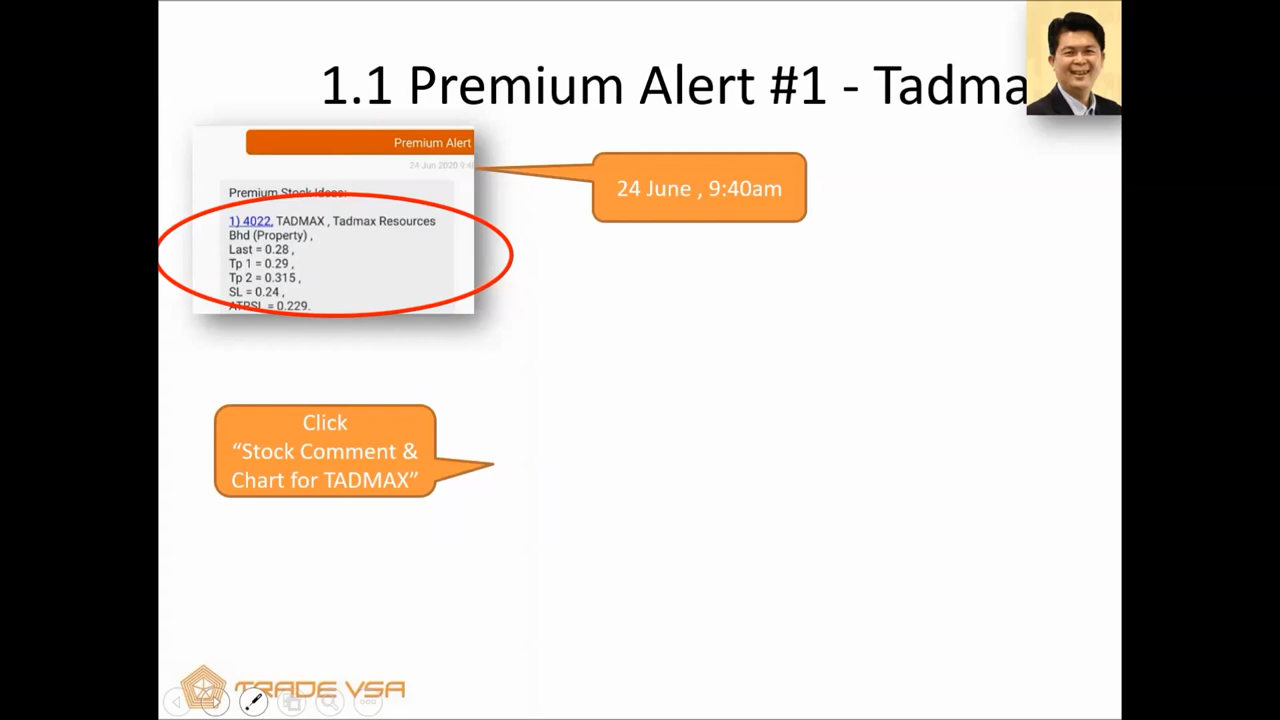 1.1 Premium Alert #1 - Tadma
Premium Alert
24 Jun 2020 9:4
24 June , 9:40am
Premium Stock Ideas:
1) 4022, TADMAX , Tadmax Resources
Bhd (Property) ,
Last = 0.28 ,
Tp 1 = 0.29 ,
Tp 2 = 0.315 ,
SL = 0.24 ,
ATRSL = 0.229.
Click
“Stock Comment &
Chart for TADMAX”
TRADE VSA